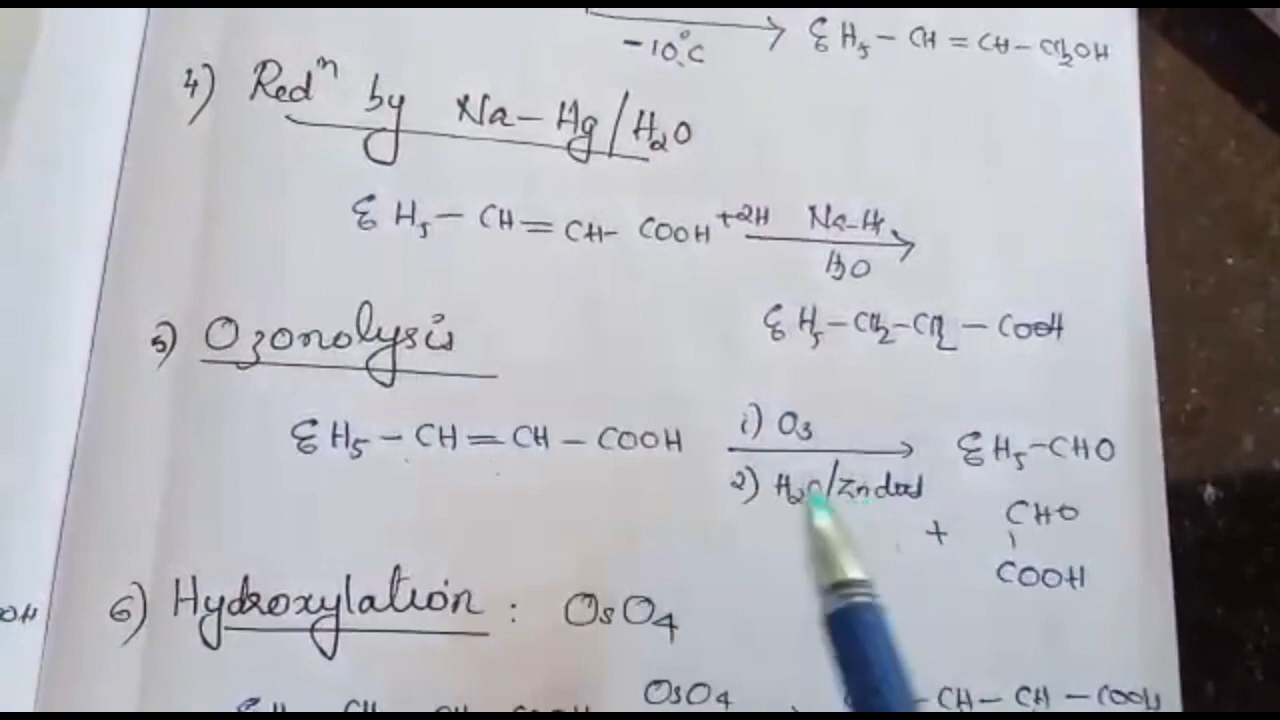 -10°C → C6H5-CH=CH-CH2OH
4) Redn by Na-Hg/H2O
C6H5-CH=CH-COOH +2H Na-Hg →
H2O
C6H5-CH2-CH2-COOH
5) Ozonolysis
C6H5-CH=CH-COOH 1) O3 → C6H5-CHO
2) H2O/Zn dust
+ CHO
COOH
6) Hydroxylation : OsO4
OH
OsO4
-CH-CH-COOH